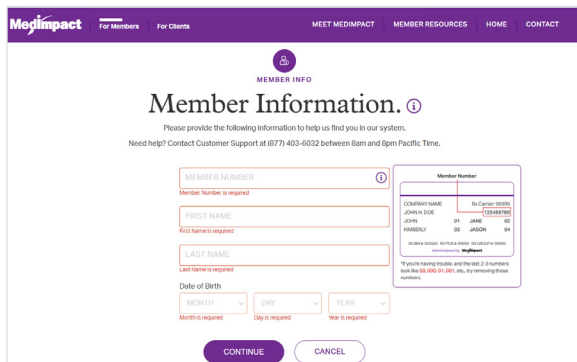 MedImpact For Members For Clients MEET MEDIMPACT MEMBER RESOURCES HOME CONTACT
MEMBER INFO
Member Information.
Please provide the following information to help us find you in our system.
Need help? Contact Customer Support at (877) 403-6032 between 8am and 8pm Pacific Time.
MEMBER NUMBER
Member Number is required
FIRST NAME
First Name is required
LAST NAME
Last Name is required
Date of Birth
MONTH DAY YEAR
Month is required Day is required Year is required
CONTINUE CANCEL
Member Number
COMPANY NAME Rx Carrier 99999
JOHN H. DOE 123456789
JOHN 01 JANE 02
KIMBERLY 03 JASON 04
Administered by MedImpact
*If you're having trouble, and the last 2-3 numbers
look like 00, 000, 01, 001, etc., try removing those
numbers.